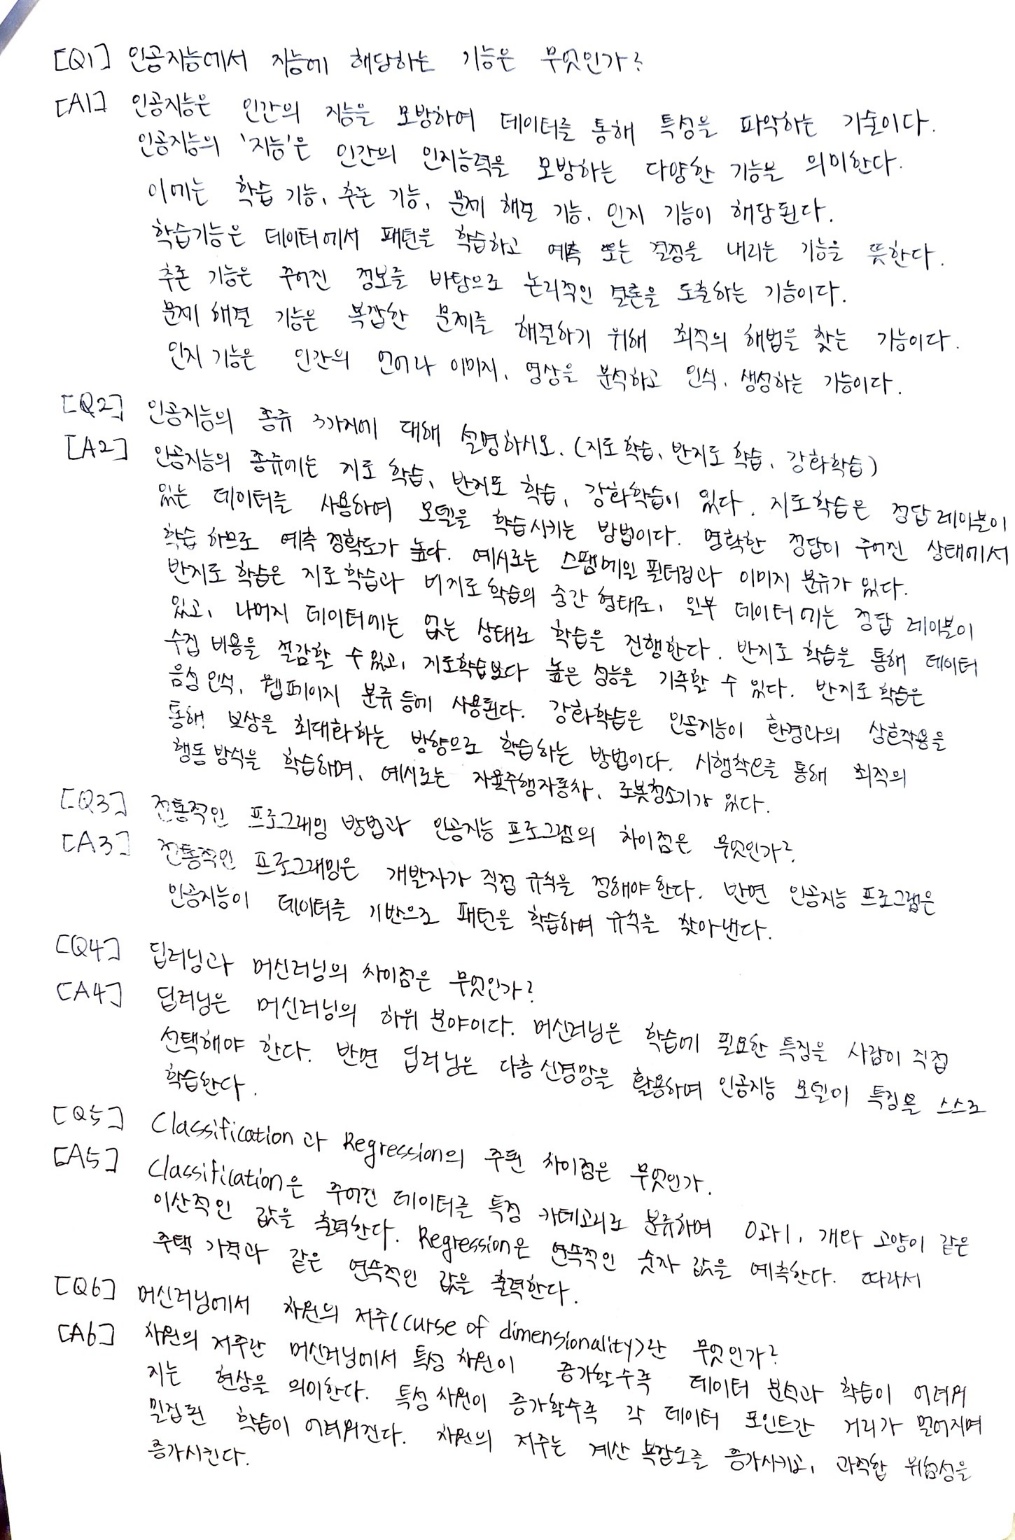 [Q1] 인공지능에서 지능에 해당하는 기능은 무엇인가?
[A1] 인공지능은 인간의 지능을 모방하여 데이터를 통해 특성을 파악하는 기술이다.
인공지능의 '지능'은 인간의 인지능력을 모방하는 다양한 기능을 의미한다.
이에는 학습 기능, 추론 기능, 문제 해결 기능, 인지 기능이 해당된다.
학습기능은 데이터에서 패턴을 학습하고 예측 또는 결정을 내리는 기능을 뜻한다.
추론 기능은 주어진 정보를 바탕으로 논리적인 결론을 도출하는 기능이다.
문제 해결 기능은 복잡한 문제를 해결하기 위해 최적의 해법을 찾는 기능이다.
인지 기능은 인간의 언어나 이미지, 영상을 분석하고 인식, 생성하는 기능이다.
[Q2] 인공지능의 종류 3가지에 대해 설명하시오. (지도 학습, 반지도 학습, 강화학습)
[A2] 인공지능의 종류에는 지도 학습, 반지도 학습, 강화학습이 있다. 지도학습은 정답 레이블이
있는 데이터를 사용하여 모델을 학습시키는 방법이다. 명확한 정답이 주어진 상태에서
학습 하므로 예측 정확도가 높다. 예시로는 스팸메일 필터링과 이미지 분류가 있다.
반지도 학습은 지도학습과 비지도 학습의 중간 형태로, 일부 데이터에는 정답 레이블이
있고, 나머지 데이터에는 없는 상태로 학습을 진행한다. 반지도 학습을 통해 데이터
수집 비용을 절감할 수 있고, 지도학습보다 높은 성능을 기록할 수 있다. 반지도 학습은
음성 인식, 웹페이지 분류 등에 사용된다. 강화학습은 인공지능이 환경과의 상호작용을
통해 보상을 최대화하는 방향으로 학습하는 방법이다. 시행착오를 통해 최적의
행동 방식을 학습하며, 예시로는 자율주행자동차, 로봇청소기가 있다.
[Q3] 전통적인 프로그래밍 방법과 인공지능 프로그램의 차이점은 무엇인가?
[A3] 전통적인 프로그래밍은 개발자가 직접 규칙을 정해야 한다. 반면 인공지능 프로그램은
인공지능이 데이터를 기반으로 패턴을 학습하여 규칙을 찾아낸다.
[Q4] 딥러닝과 머신러닝의 차이점은 무엇인가?
[A4] 딥러닝은 머신러닝의 하위 분야이다. 머신러닝은 학습에 필요한 특징을 사람이 직접
선택해야 한다. 반면 딥러닝은 다층 신경망을 활용하여 인공지능 모델이 특징을 스스로
학습한다.
[Q5] Classification과 Regression의 주된 차이점은 무엇인가.
[A5] Classification은 주어진 데이터를 특정 카테고리로 분류하여 0과 1, 개와 고양이 같은
이산적인 값을 출력한다. Regression은 연속적인 숫자 값을 예측한다. 따라서
주택 가격과 같은 연속적인 값을 출력한다.
[Q6] 머신러닝에서 차원의 저주(curse of dimensionality)란 무엇인가?
[A6] 차원의 저주란 머신러닝에서 특성 차원이 증가할수록 데이터 분석과 학습이 어려워
지는 현상을 의미한다. 특성 차원이 증가할수록 각 데이터 포인트간 거리가 멀어지며
밀집된 학습이 어려워진다. 차원의 저주는 계산 복잡도를 증가시키고, 과적합 위험성을
증가시킨다.